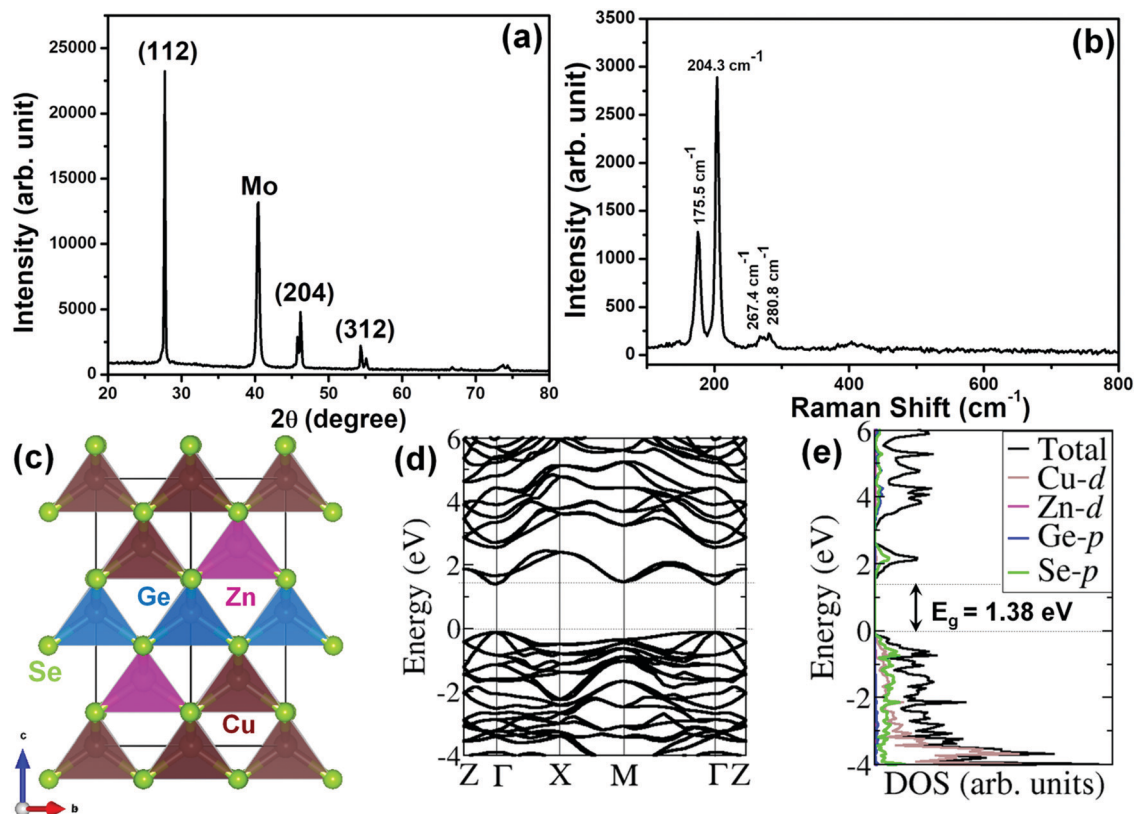 (a)
Intensity (arb. unit)
25000
20000
15000
10000
5000
0
(112)
Mo
(204)
(312)
20 30 40 50 60 70 80
2θ (degree)
(b)
Intensity (arb. unit)
3500
3000
2500
2000
1500
1000
500
0
175.5 cm⁻¹
204.3 cm⁻¹
267.4 cm⁻¹
280.8 cm⁻¹
200 400 600 800
Raman Shift (cm⁻¹)
(c)
Ge Zn
Se
Cu
c
b
(d)
Energy (eV)
6
4
2
0
-2
-4
Z Γ X M Γ Z
(e)
Energy (eV)
6
4
2
0
-2
-4
Total
Cu-d
Zn-d
Ge-p
Se-p
Eg = 1.38 eV
DOS (arb. units)